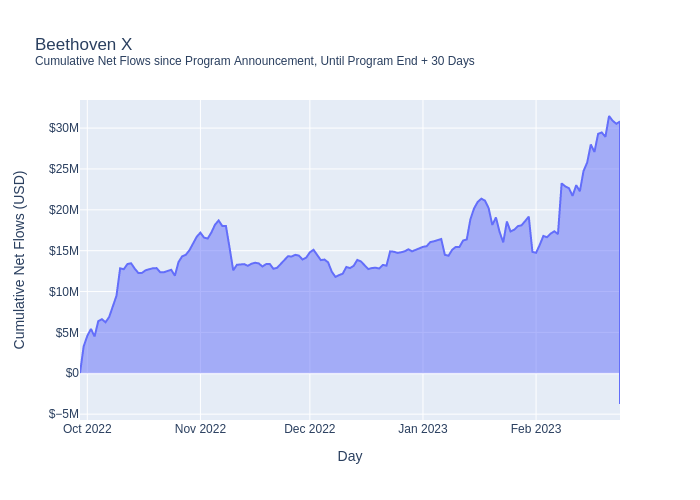 Beethoven X
Cumulative Net Flows since Program Announcement, Until Program End + 30 Days
$30M
$25M
$20M
$15M
$10M
$5M
$0
−$5M
Cumulative Net Flows (USD)
Oct 2022
Nov 2022
Dec 2022
Jan 2023
Feb 2023
Day